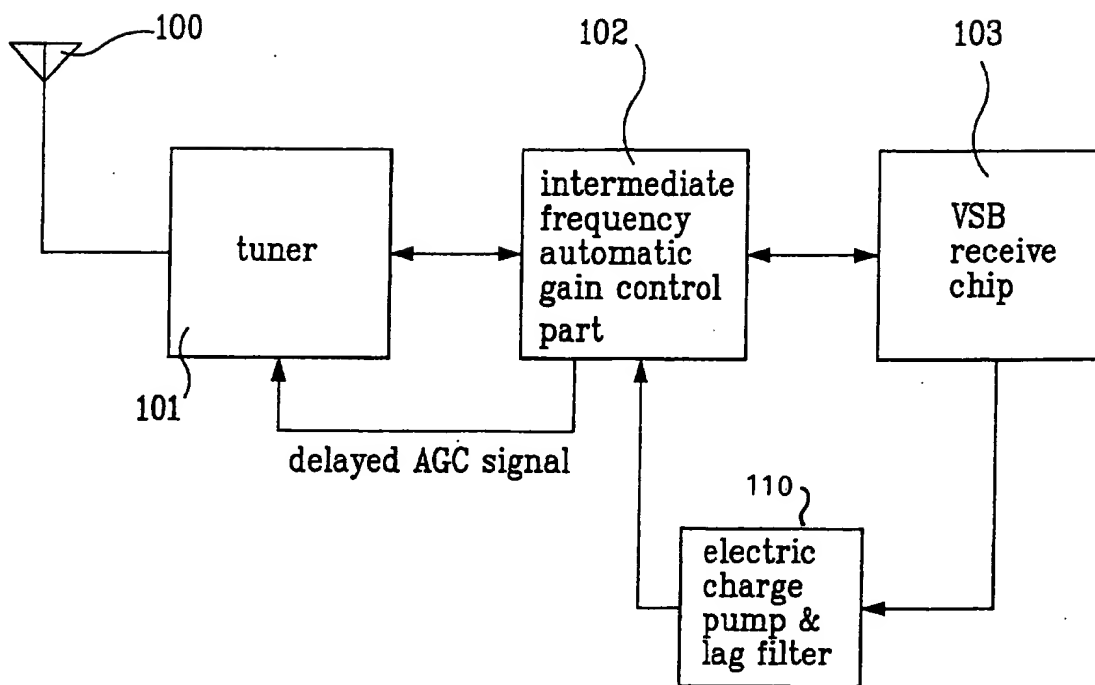 100
102
103
tuner
intermediate
frequency
automatic
gain control
part
VSB
receive
chip
101
delayed AGC signal
110
electric
charge
pump &
lag filter